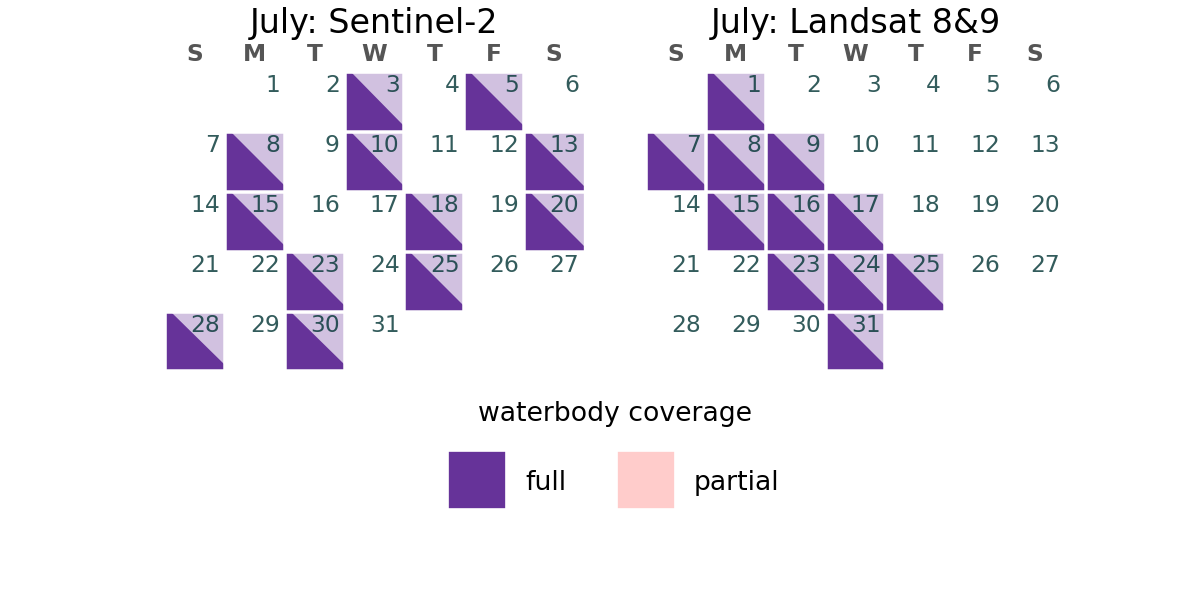 July: Sentinel-2
S M T W T F S
1 2 3 4 5 6
7 8 9 10 11 12 13
14 15 16 17 18 19 20
21 22 23 24 25 26 27
28 29 30 31
July: Landsat 8&9
S M T W T F S
1 2 3 4 5 6
7 8 9 10 11 12 13
14 15 16 17 18 19 20
21 22 23 24 25 26 27
28 29 30 31
waterbody coverage
full partial